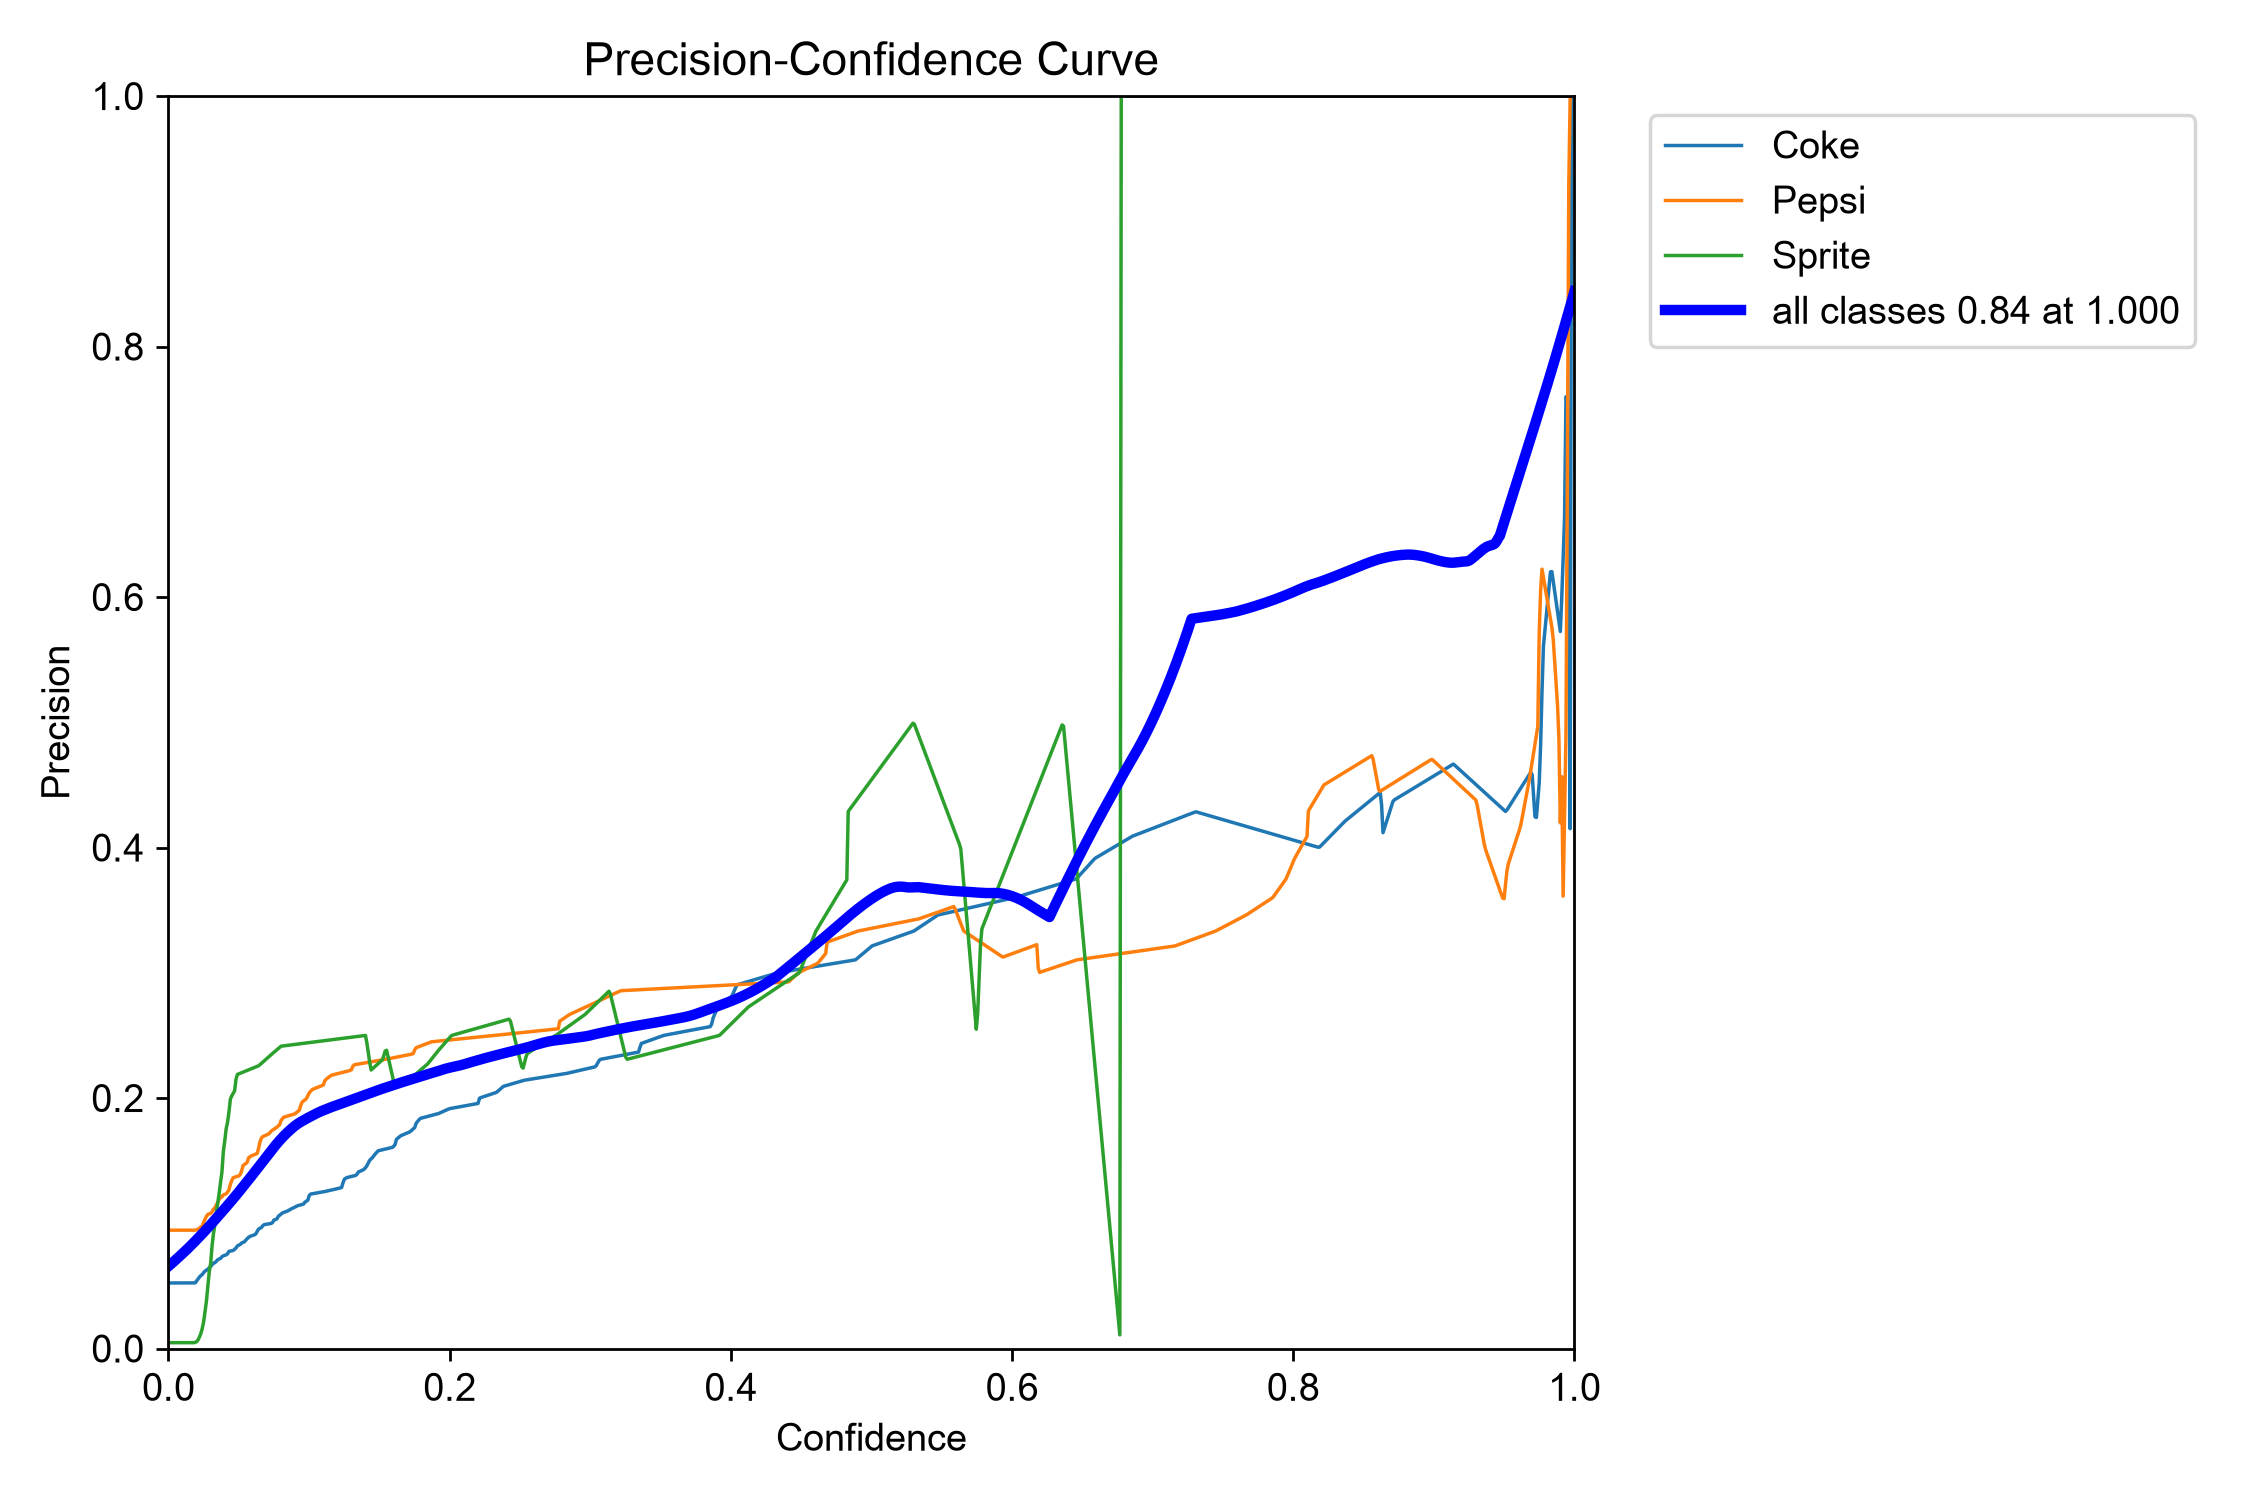 Precision-Confidence Curve
1.0
0.8
0.6
0.4
0.2
0.0
Precision
0.0 0.2 0.4 0.6 0.8 1.0
Confidence
Coke
Pepsi
Sprite
all classes 0.84 at 1.000